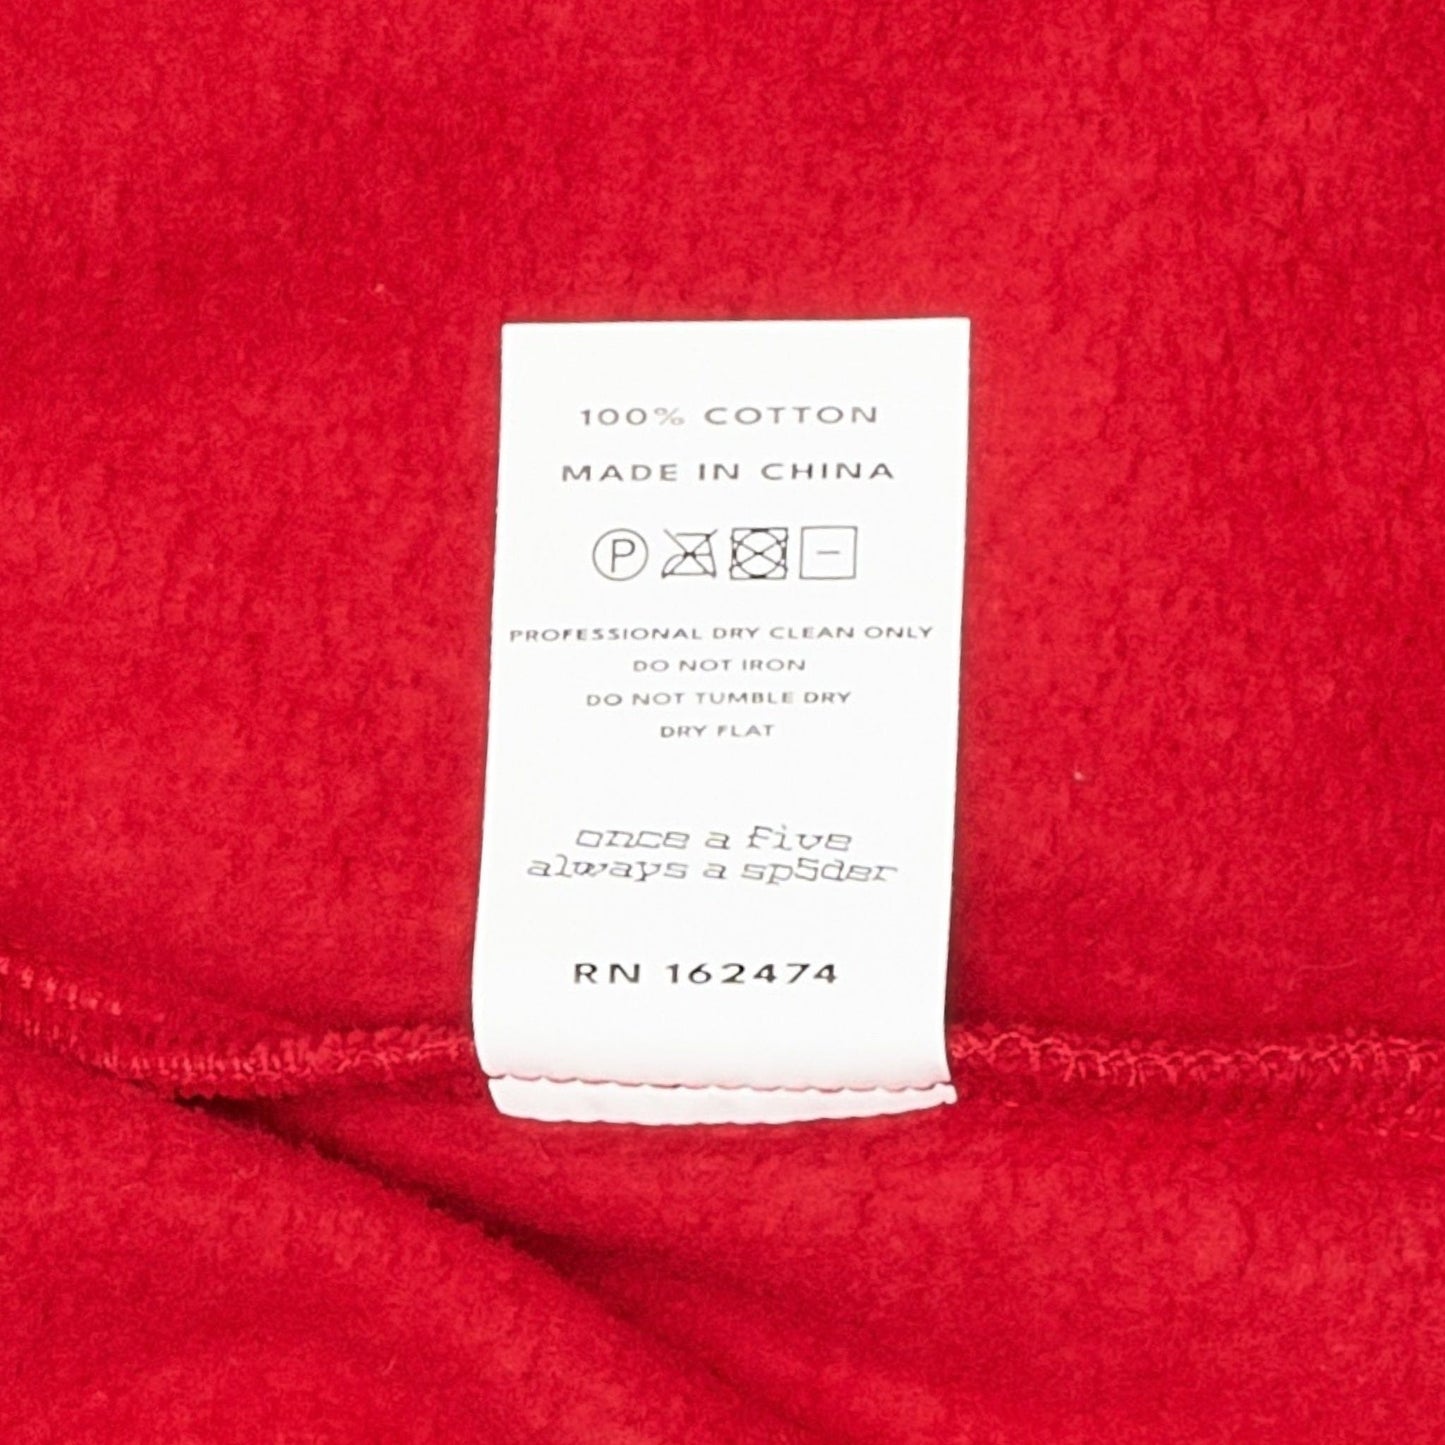 100% COTTON
MADE IN CHINA
P
PROFESSIONAL DRY CLEAN ONLY
DO NOT IRON
DO NOT TUMBLE DRY
DRY FLAT
once a five
always a sp5der
RN 162474